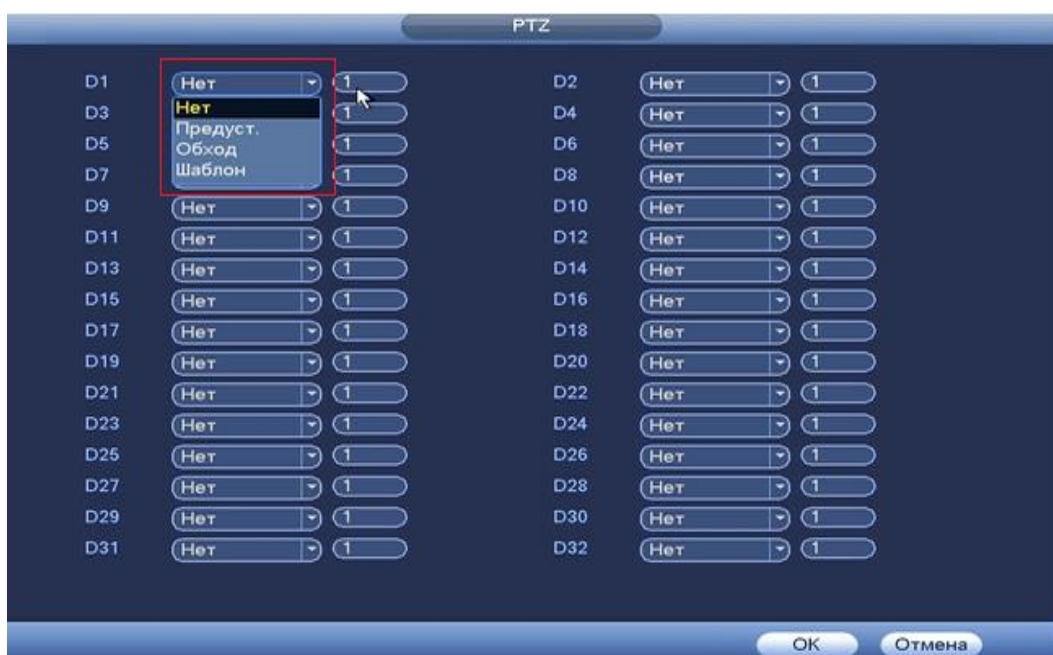 PTZ
D1 Нет 1 D2 Нет 1
D3 Нет 1 D4 Нет 1
D5 Предуст. Обход 1 D6 Нет 1
D7 Шаблон 1 D8 Нет 1
D9 Нет 1 D10 Нет 1
D11 Нет 1 D12 Нет 1
D13 Нет 1 D14 Нет 1
D15 Нет 1 D16 Нет 1
D17 Нет 1 D18 Нет 1
D19 Нет 1 D20 Нет 1
D21 Нет 1 D22 Нет 1
D23 Нет 1 D24 Нет 1
D25 Нет 1 D26 Нет 1
D27 Нет 1 D28 Нет 1
D29 Нет 1 D30 Нет 1
D31 Нет 1 D32 Нет 1
OK Отмена